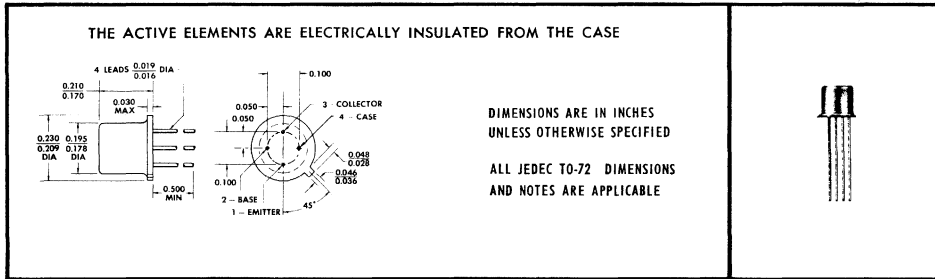 THE ACTIVE ELEMENTS ARE ELECTRICALLY INSULATED FROM THE CASE
4 LEADS 0.019 DIA
0.016
0.210
0.170
0.030
MAX
0.230
0.209
DIA
0.195
0.178
DIA
0.500
MIN
0.100
0.050
0.050
3 - COLLECTOR
4 - CASE
0.048
0.028
0.046
0.036
0.100
2 - BASE
1 - EMITTER
45°
DIMENSIONS ARE IN INCHES
UNLESS OTHERWISE SPECIFIED
ALL JEDEC TO-72 DIMENSIONS
AND NOTES ARE APPLICABLE